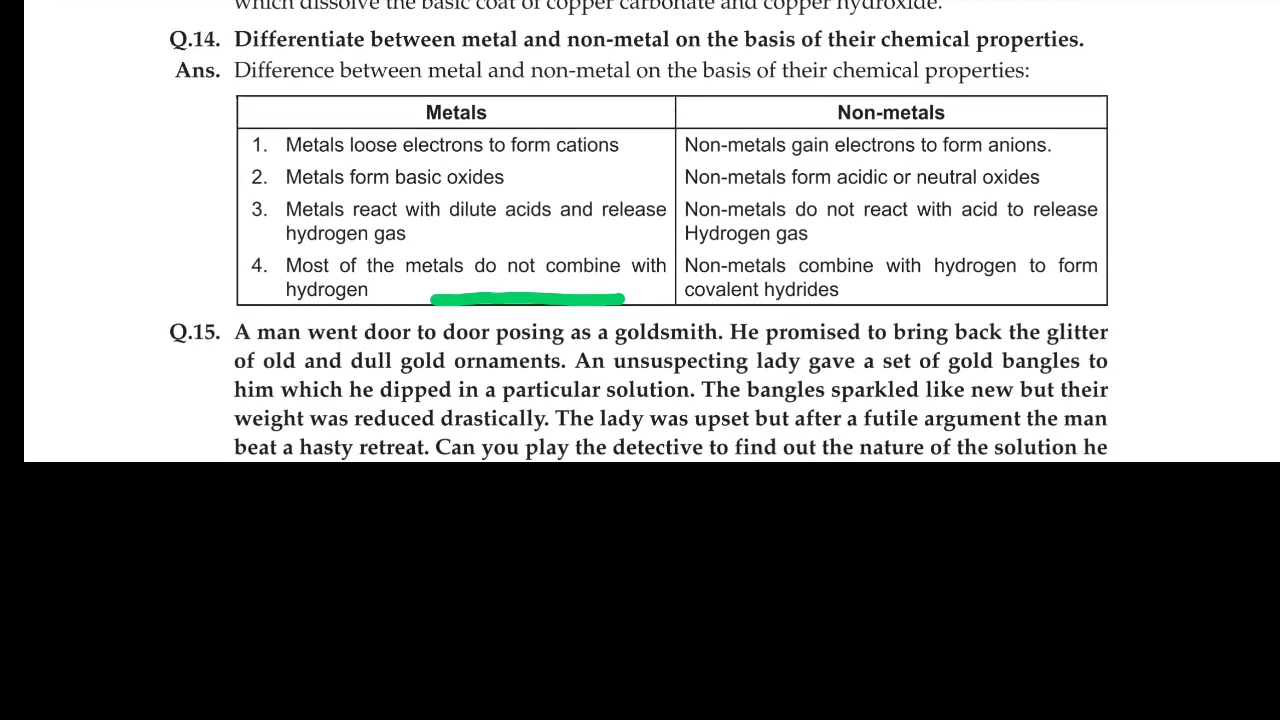 which dissolve the basic coat of copper carbonate and copper hydroxide.
Q.14. Differentiate between metal and non-metal on the basis of their chemical properties.
Ans. Difference between metal and non-metal on the basis of their chemical properties:
Metals Non-metals
1. Metals loose electrons to form cations Non-metals gain electrons to form anions.
2. Metals form basic oxides Non-metals form acidic or neutral oxides
3. Metals react with dilute acids and release Non-metals do not react with acid to release
hydrogen gas Hydrogen gas
4. Most of the metals do not combine with Non-metals combine with hydrogen to form
hydrogen covalent hydrides
Q.15. A man went door to door posing as a goldsmith. He promised to bring back the glitter
of old and dull gold ornaments. An unsuspecting lady gave a set of gold bangles to
him which he dipped in a particular solution. The bangles sparkled like new but their
weight was reduced drastically. The lady was upset but after a futile argument the man
beat a hasty retreat. Can you play the detective to find out the nature of the solution he